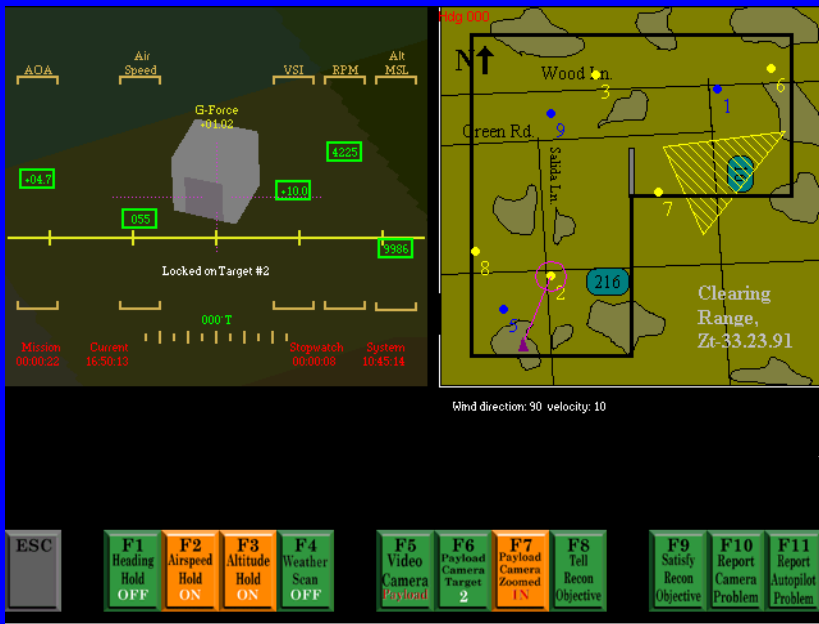 AOA
Air
Speed
VSI
RPM
Alt
MSL
G-Force
+01.02
4225
+04.7
+10.0
055
9986
Locked on Target #2
000 T
Mission
00:00:22
Current
16:50:13
Stopwatch
00:00:08
System
10:45:14
Hdg 000
N
Wood Ln.
3
6
1
9
Green Rd.
Salida Ln.
7
8
2
216
5
Clearing
Range,
Zt-33.23.91
Wind direction: 90 velocity: 10
ESC
F1
Heading
Hold
OFF
F2
Airspeed
Hold
ON
F3
Altitude
Hold
ON
F4
Weather
Scan
OFF
F5
Video
Camera
Payload
F6
Payload
Camera
Target
2
F7
Payload
Camera
Zoomed
IN
F8
Tell
Recon
Objective
F9
Satisfy
Recon
Objective
F10
Report
Camera
Problem
F11
Report
Autopilot
Problem